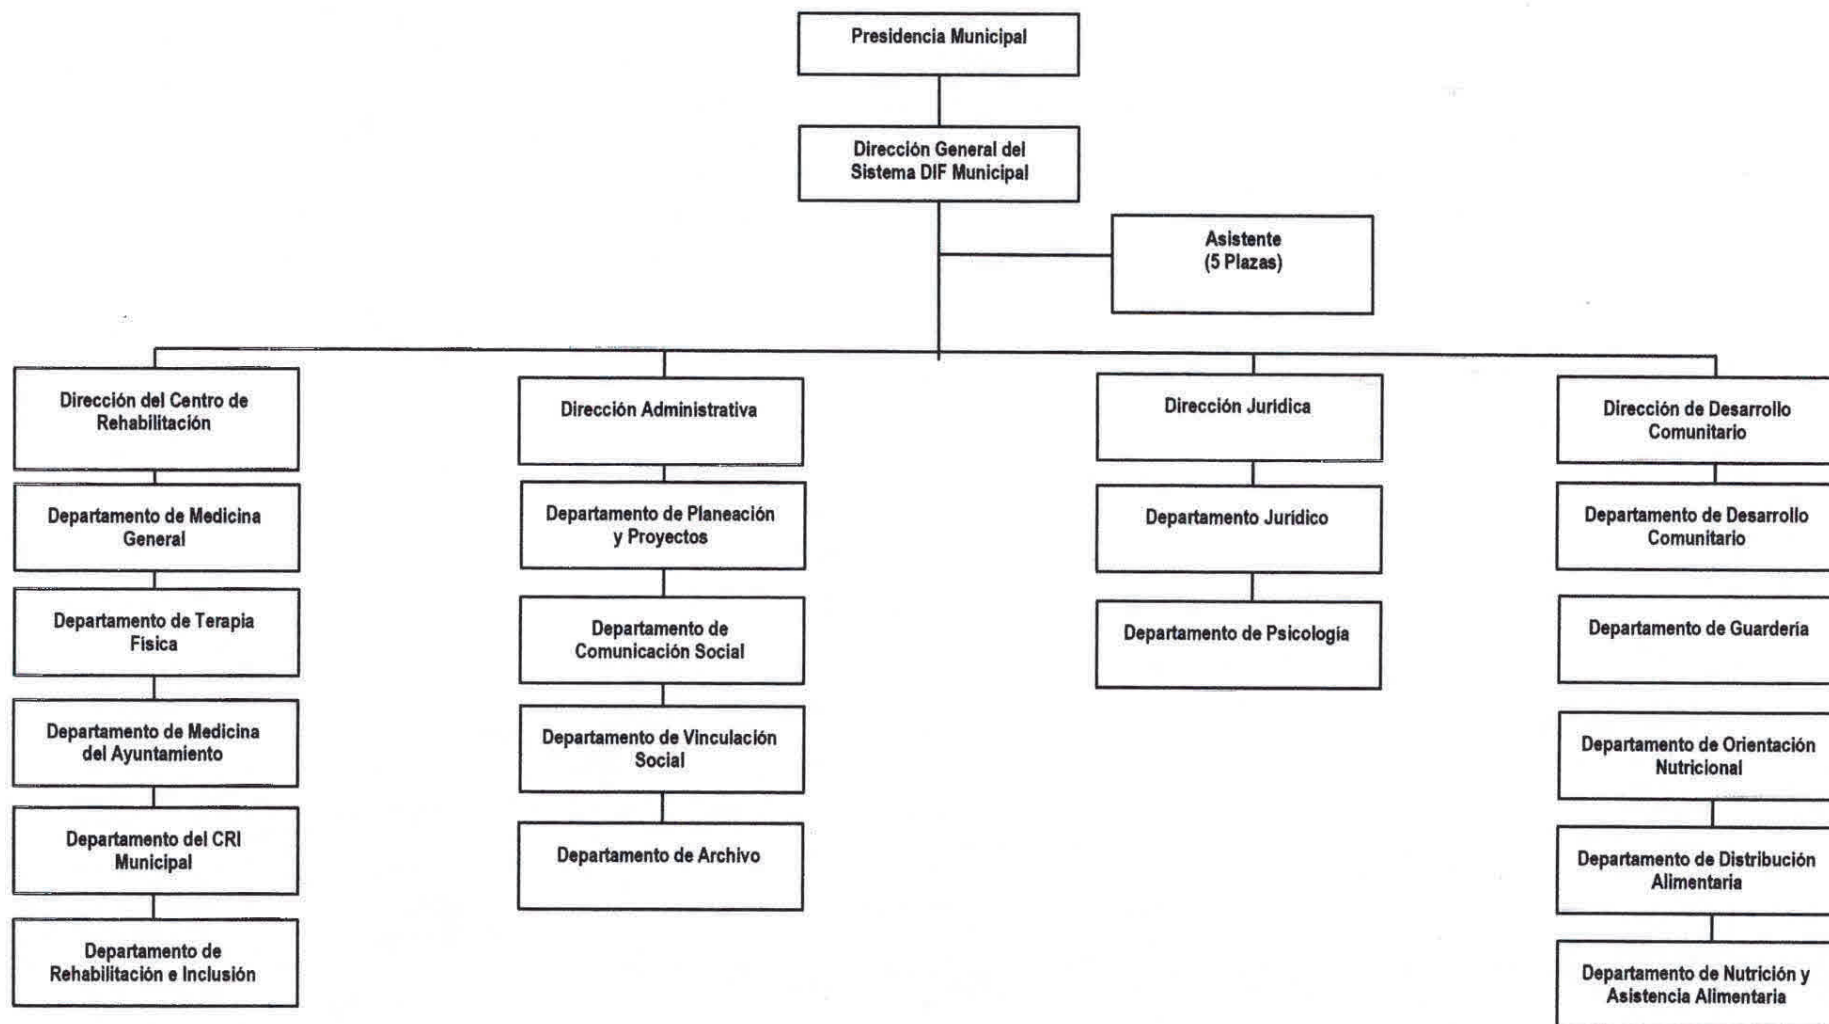 Presidencia Municipal
Dirección General del
Sistema DIF Municipal
Asistente
(5 Plazas)
Dirección del Centro de
Rehabilitación
Departamento de Medicina
General
Departamento de Terapia
Física
Departamento de Medicina
del Ayuntamiento
Departamento del CRI
Municipal
Departamento de
Rehabilitación e Inclusión
Dirección Administrativa
Departamento de Planeación
y Proyectos
Departamento de
Comunicación Social
Departamento de Vinculación
Social
Departamento de Archivo
Dirección Jurídica
Departamento Jurídico
Departamento de Psicología
Dirección de Desarrollo
Comunitario
Departamento de Desarrollo
Comunitario
Departamento de Guardería
Departamento de Orientación
Nutricional
Departamento de Distribución
Alimentaria
Departamento de Nutrición y
Asistencia Alimentaria